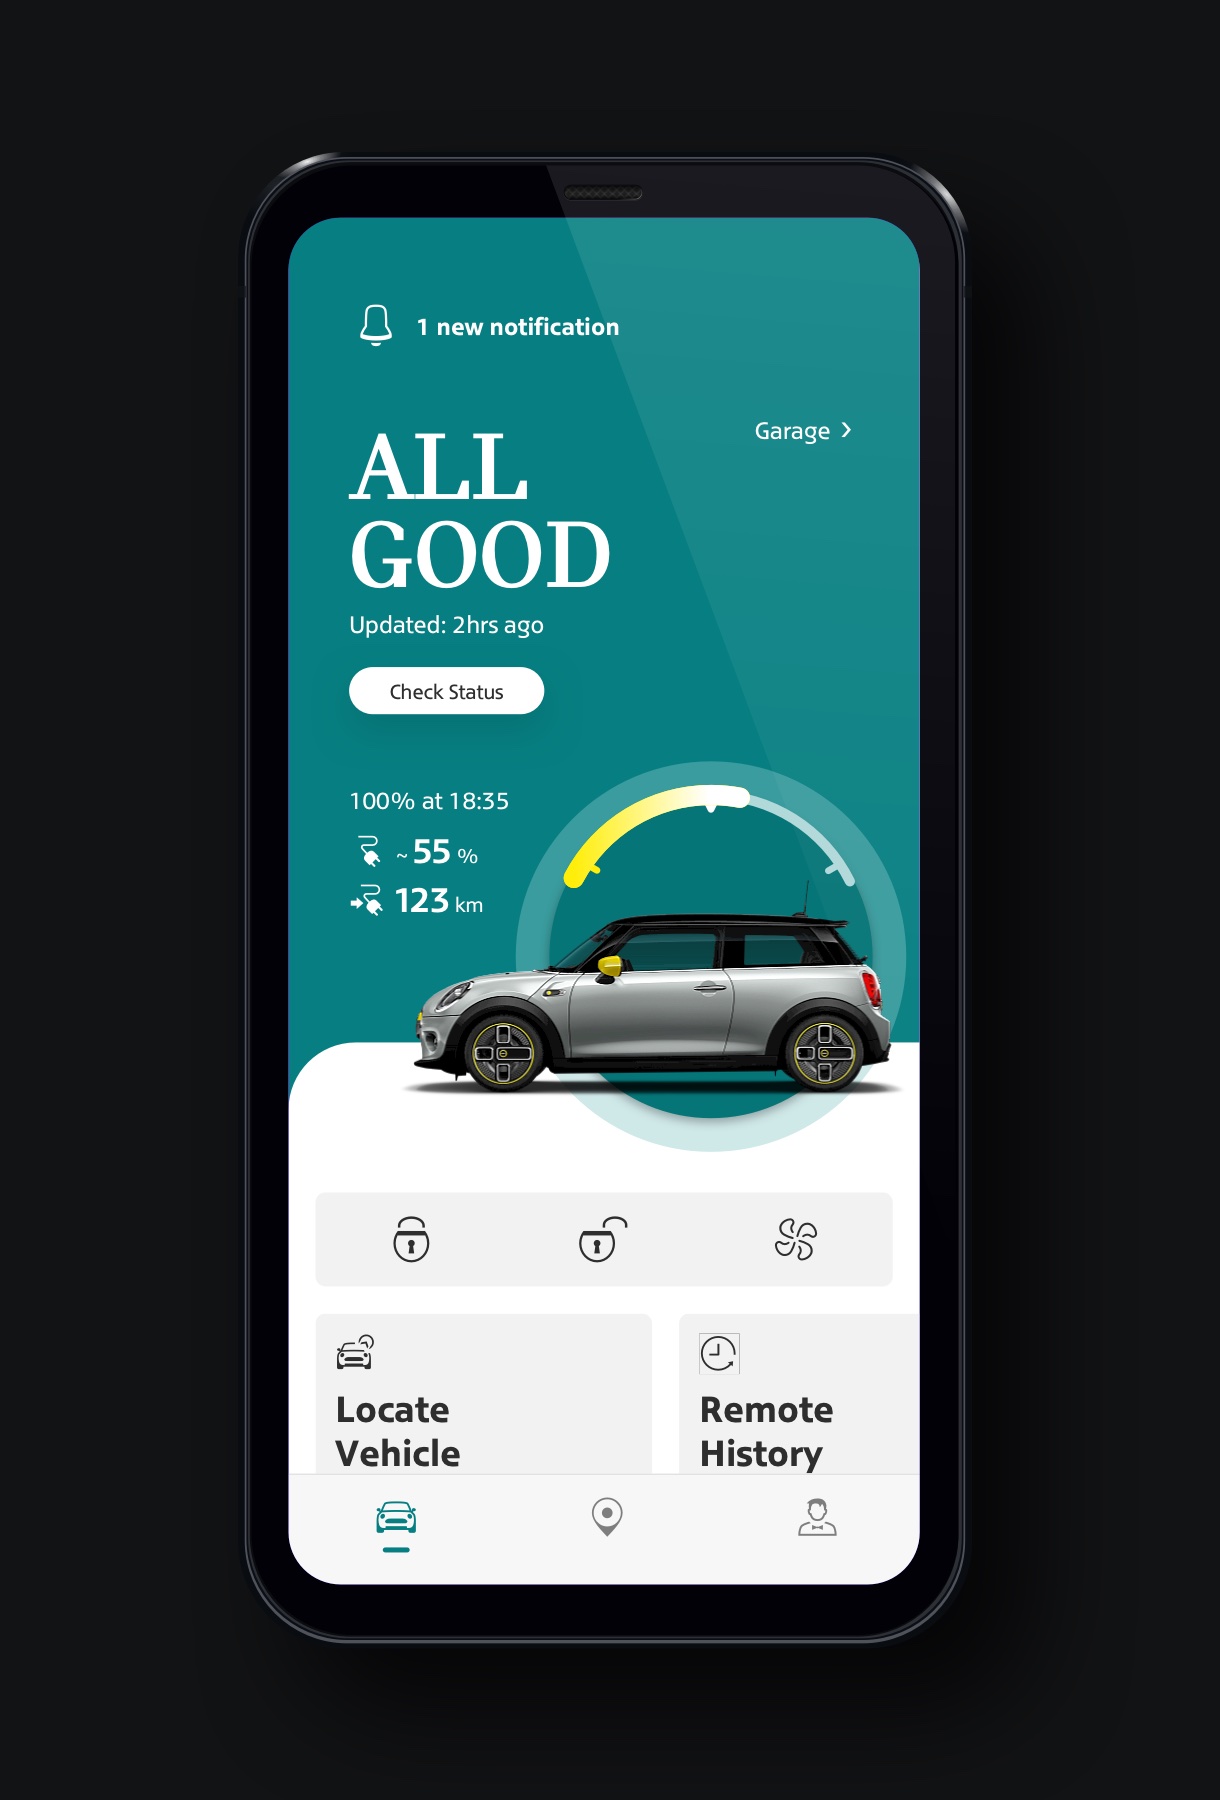 1 new notification
Garage
ALL
GOOD
Updated: 2hrs ago
Check Status
100% at 18:35
~ 55 %
123 km
Locate
Vehicle
Remote
History